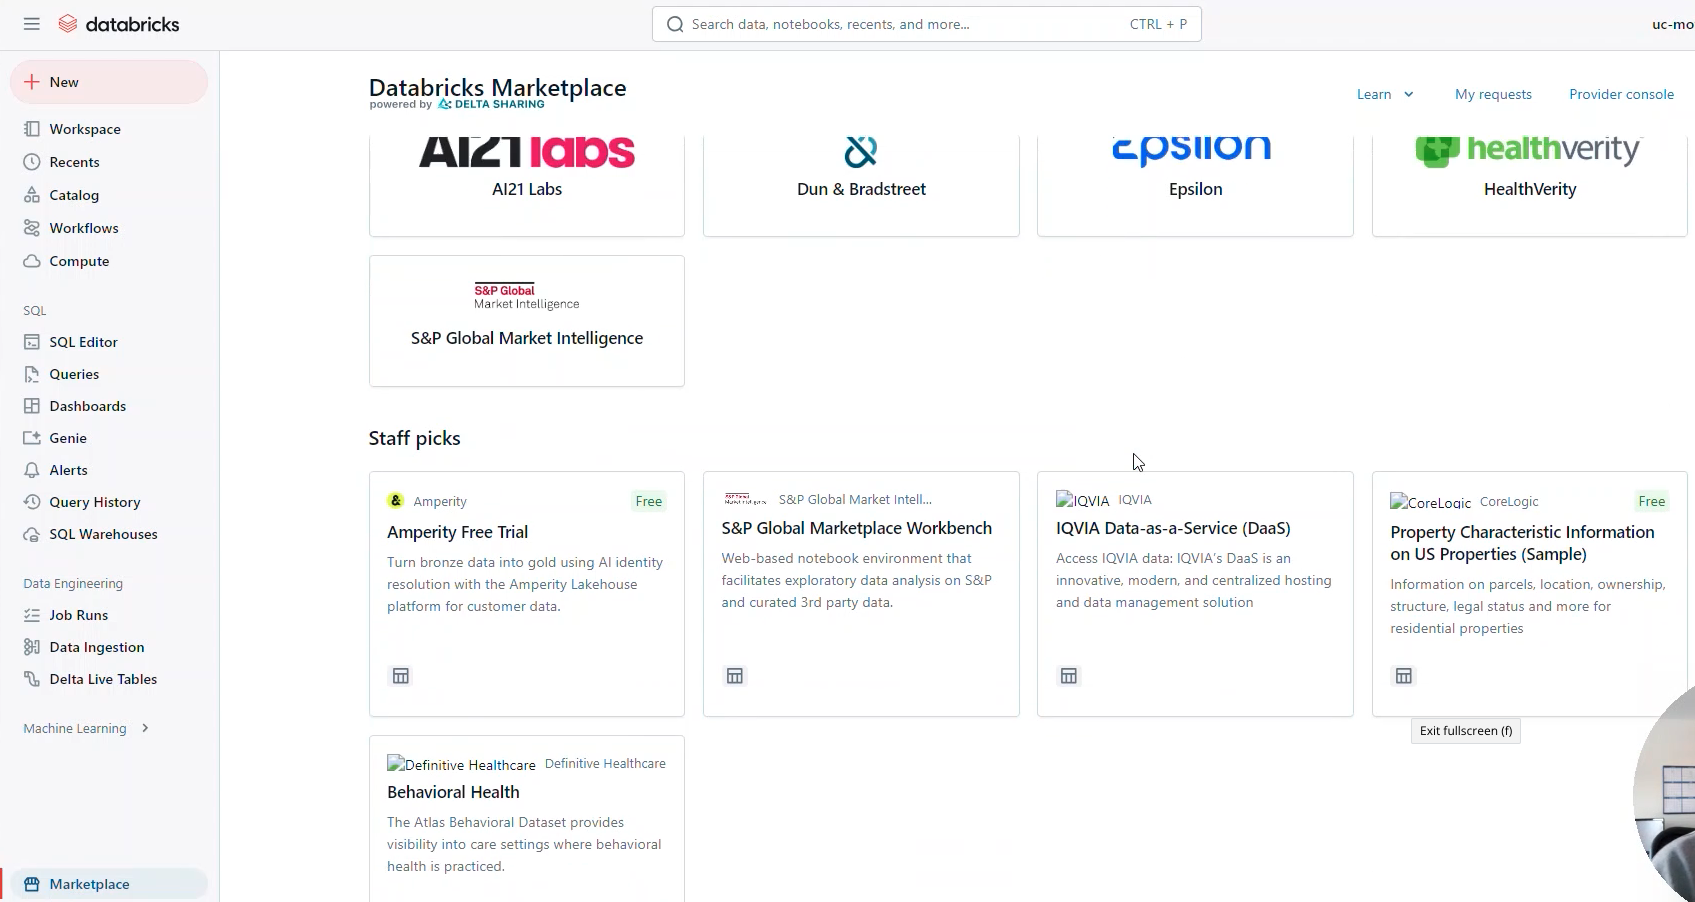 databricks
Search data, notebooks, recents, and more...
CTRL + P
uc-mo
New
Workspace
Recents
Catalog
Workflows
Compute
SQL
SQL Editor
Queries
Dashboards
Genie
Alerts
Query History
SQL Warehouses
Data Engineering
Job Runs
Data Ingestion
Delta Live Tables
Machine Learning
Marketplace
Databricks Marketplace
powered by DELTA SHARING
Learn
My requests
Provider console
AI21 labs
AI21 Labs
Dun & Bradstreet
Epsilon
Epsilon
healthverity
HealthVerity
S&P Global
Market Intelligence
S&P Global Market Intelligence
Staff picks
& Amperity
Free
Amperity Free Trial
Turn bronze data into gold using AI identity
resolution with the Amperity Lakehouse
platform for customer data.
S&P Global
Market Intelligence
S&P Global Market Intell...
S&P Global Marketplace Workbench
Web-based notebook environment that
facilitates exploratory data analysis on S&P
and curated 3rd party data.
IQVIA IQVIA
IQVIA Data-as-a-Service (DaaS)
Access IQVIA data: IQVIA's DaaS is an
innovative, modern, and centralized hosting
and data management solution
CoreLogic CoreLogic
Free
Property Characteristic Information
on US Properties (Sample)
Information on parcels, location, ownership,
structure, legal status and more for
residential properties
Exit fullscreen (f)
Definitive Healthcare Definitive Healthcare
Behavioral Health
The Atlas Behavioral Dataset provides
visibility into care settings where behavioral
health is practiced.